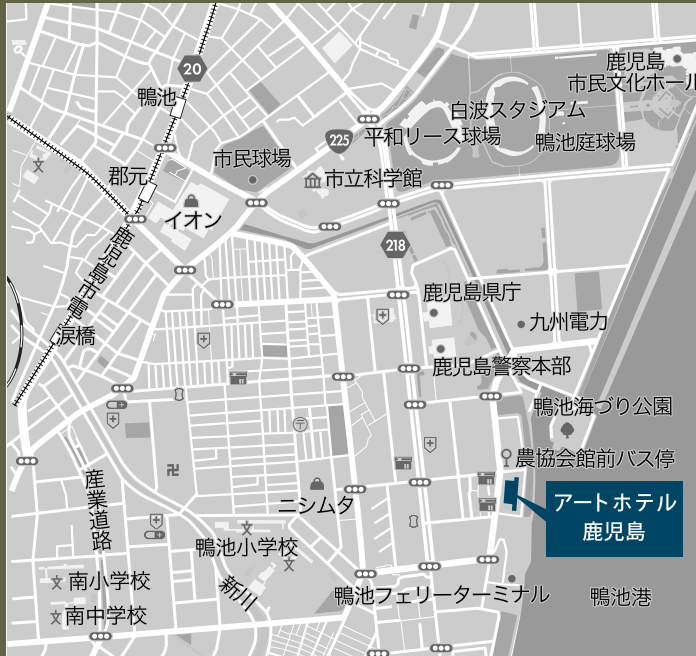 鹿児島
市民文化ホール
20
鴨池
白波スタジアム
225
平和リース球場
鴨池庭球場
市民球場
市立科学館
郡元
イオン
鹿児島市電
218
鹿児島県庁
九州電力
涙橋
鹿児島警察本部
鴨池海づり公園
農協会館前バス停
アートホテル
鹿児島
産業道路
ニシムタ
鴨池小学校
南小学校
新川
鴨池フェリーターミナル
鴨池港
南中学校